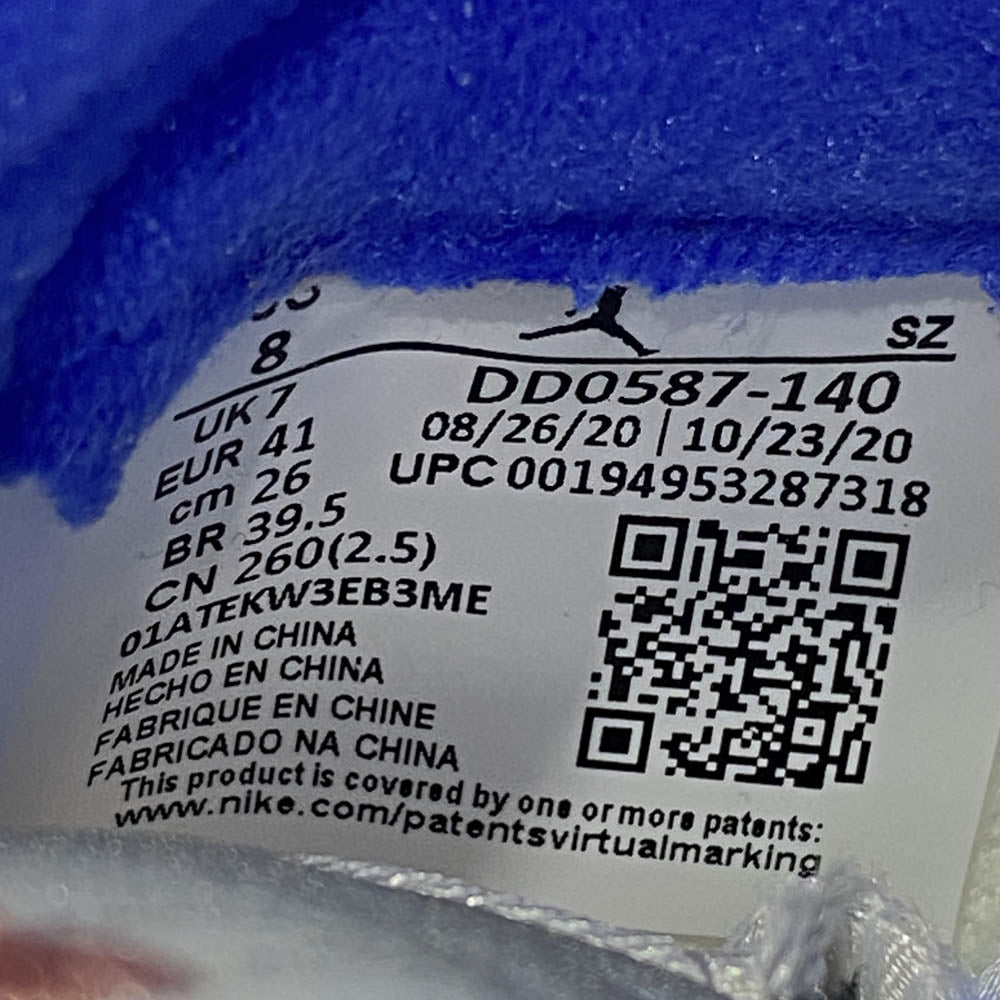 8
SZ
UK 7
DD0587-140
EUR 41
08/26/20 | 10/23/20
cm 26
UPC 00194953287318
BR 39.5
CN 260(2.5)
01ATEKW3EB3ME
MADE IN CHINA
HECHO EN CHINA
FABRIQUE EN CHINE
FABRICADO NA CHINA
This product is covered by one or more patents:
www.nike.com/patentsvirtualmarking